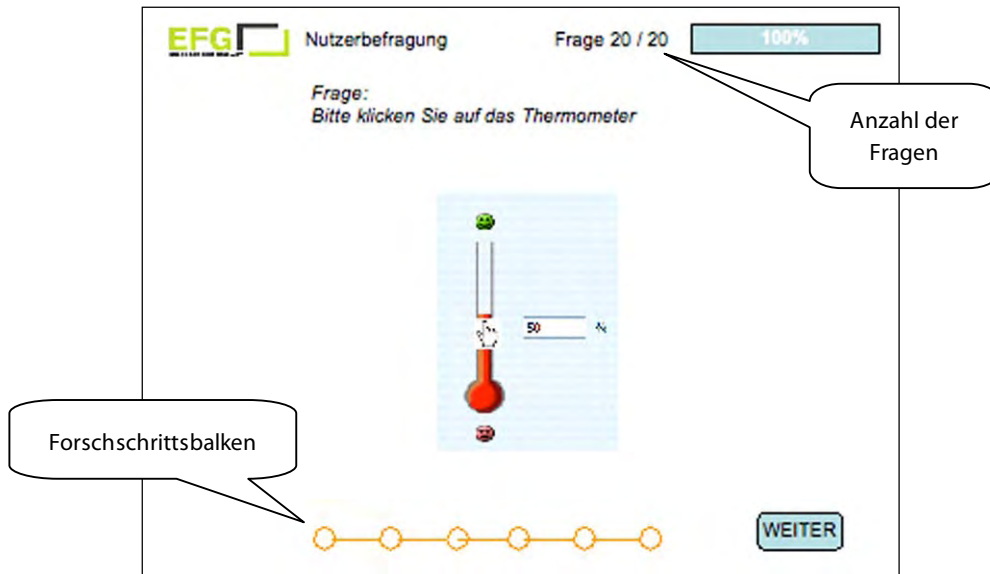 EFG Nutzerbefragung Frage 20 / 20 100%
Anzahl der
Fragen
Frage:
Bitte klicken Sie auf das Thermometer
50 %
Forschschrittsbalken
WEITER